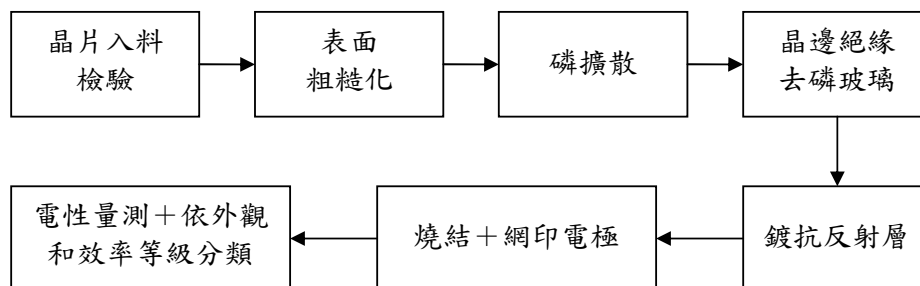 晶片入料
檢驗
表面
粗糙化
磷擴散
晶邊絕緣
去磷玻璃
鍍抗反射層
燒結＋網印電極
電性量測＋依外觀
和效率等級分類